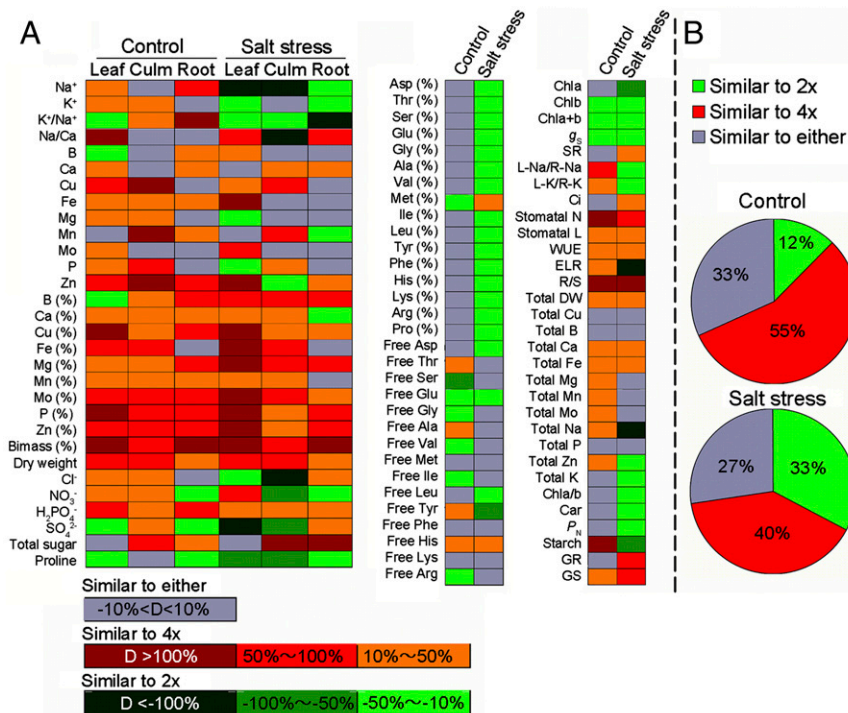 A
B
Control Salt stress
Leaf Culm Root Leaf Culm Root
Na⁺
K⁺
K⁺/Na⁺
Na/Ca
B
Ca
Cu
Fe
Mg
Mn
Mo
P
Zn
B (%)
Ca (%)
Cu (%)
Fe (%)
Mg (%)
Mn (%)
Mo (%)
P (%)
Zn (%)
Bimass (%)
Dry weight
Cl⁻
NO₃⁻
H₂PO₄⁻
SO₄²⁻
Total sugar
Proline
Control Salt stress
Asp (%)
Thr (%)
Ser (%)
Glu (%)
Gly (%)
Ala (%)
Val (%)
Met (%)
Ile (%)
Leu (%)
Tyr (%)
Phe (%)
His (%)
Lys (%)
Arg (%)
Pro (%)
Free Asp
Free Thr
Free Ser
Free Glu
Free Gly
Free Ala
Free Val
Free Met
Free Ile
Free Leu
Free Tyr
Free Phe
Free His
Free Lys
Free Arg
Control Salt stress
Chla
Chlb
Chla+b
gₛ
SR
L-Na/R-Na
L-K/R-K
Ci
Stomatal N
Stomatal L
WUE
ELR
R/S
Total DW
Total Cu
Total B
Total Ca
Total Fe
Total Mg
Total Mn
Total Mo
Total Na
Total P
Total Zn
Total K
Chla/b
Car
P_N
Starch
GR
GS
Similar to 2x
Similar to 4x
Similar to either
Control
12%
33%
55%
Salt stress
27%
33%
40%
Similar to either
-10%<D<10%
Similar to 4x
D >100% 50%～100% 10%～50%
Similar to 2x
D <-100% -100%～-50% -50%～-10%